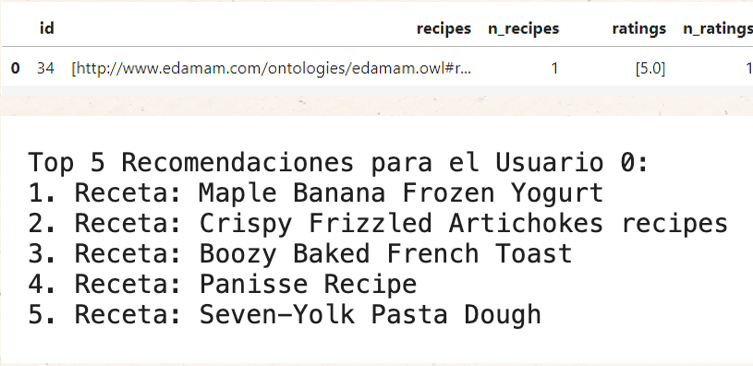 id recipes n_recipes ratings n_ratings
0 34 [http://www.edamam.com/ontologies/edamam.owl#r... 1 [5.0] 1
Top 5 Recomendaciones para el Usuario 0:
1. Receta: Maple Banana Frozen Yogurt
2. Receta: Crispy Frizzled Artichokes recipes
3. Receta: Boozy Baked French Toast
4. Receta: Panisse Recipe
5. Receta: Seven-Yolk Pasta Dough